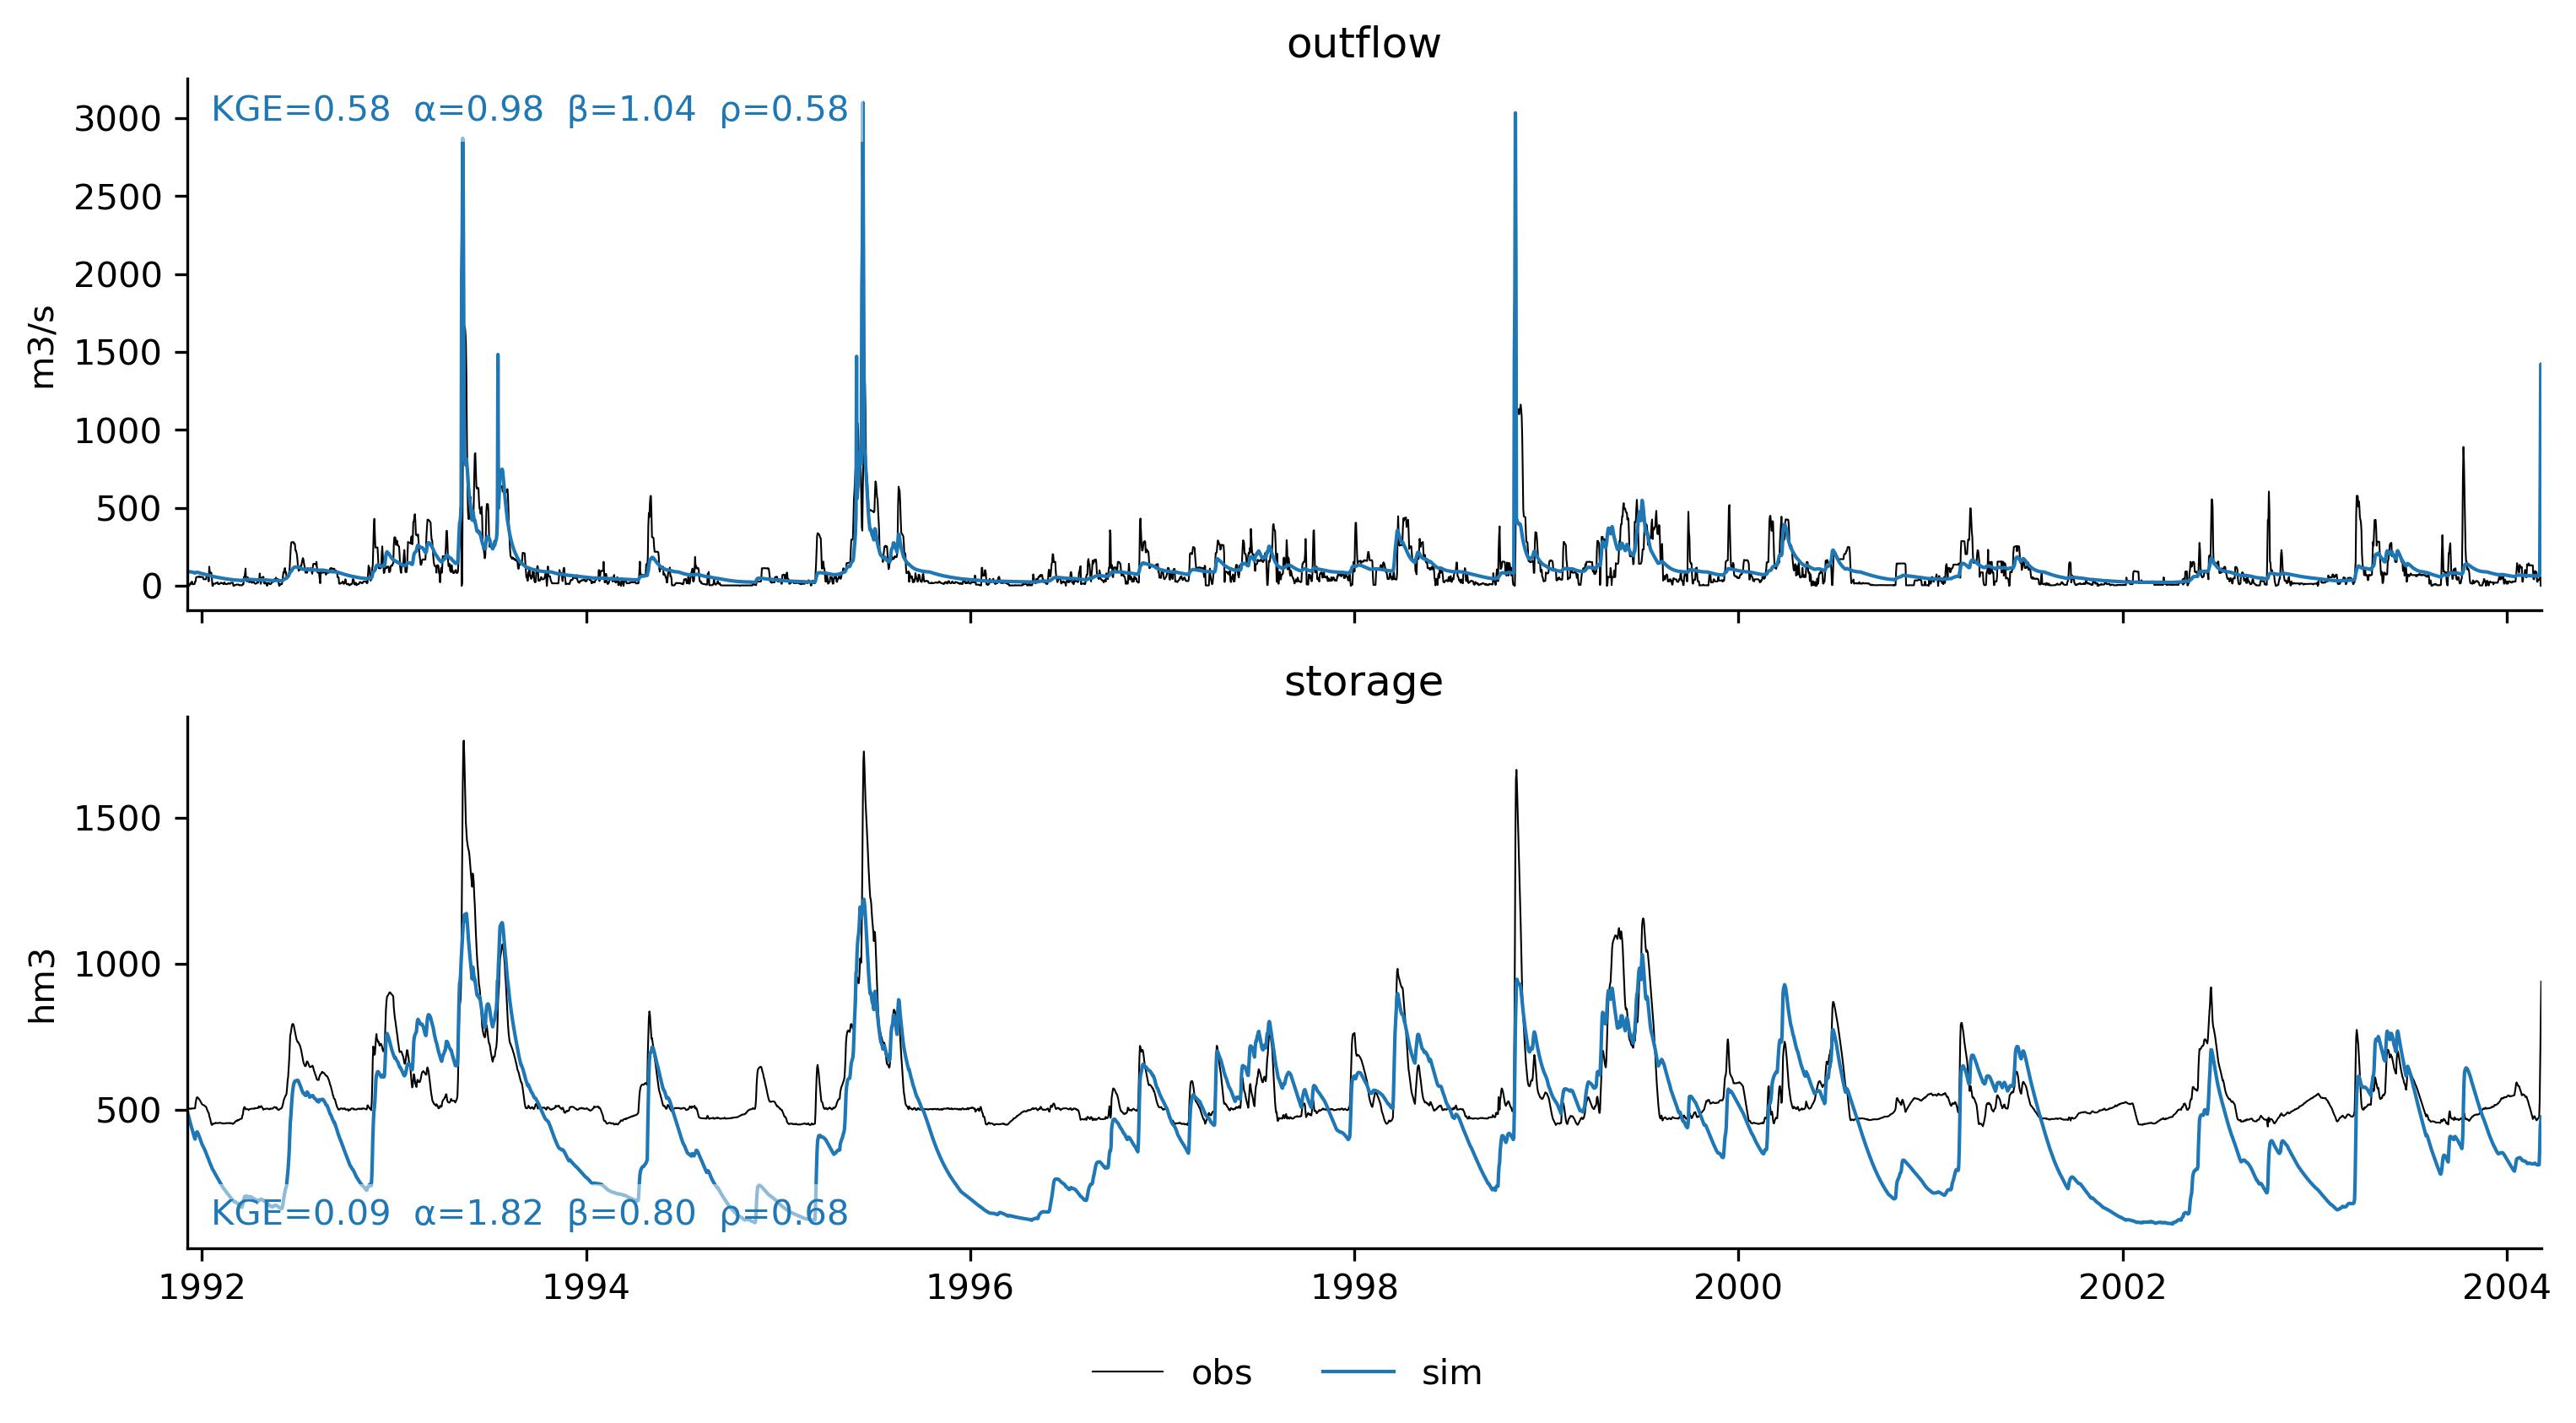 outflow
KGE=0.58 α=0.98 β=1.04 ρ=0.58
3000
2500
2000
1500
1000
500
0
m3/s
storage
1500
1000
500
hm3
KGE=0.09 α=1.82 β=0.80 ρ=0.68
1992 1994 1996 1998 2000 2002 2004
obs sim